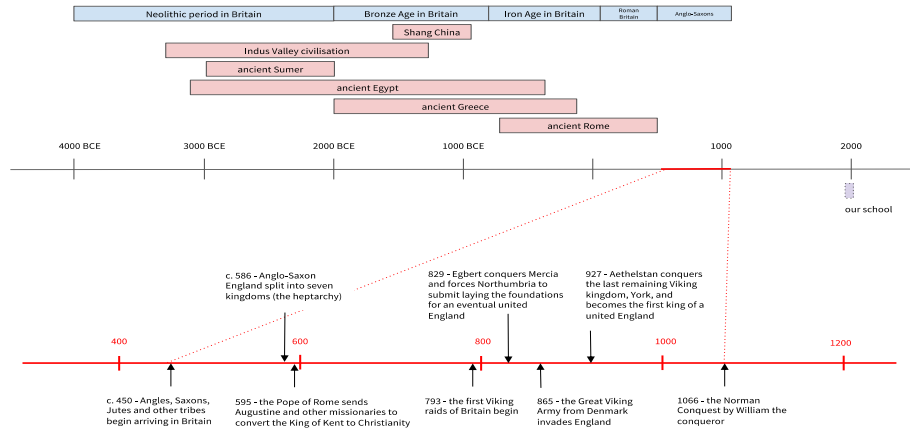 Neolithic period in Britain
Bronze Age in Britain
Iron Age in Britain
Roman
Britain
Anglo-Saxons
Shang China
Indus Valley civilisation
ancient Sumer
ancient Egypt
ancient Greece
ancient Rome
4000 BCE
3000 BCE
2000 BCE
1000 BCE
1000
2000
our school
c. 586 - Anglo-Saxon
England split into seven
kingdoms (the heptarchy)
829 - Egbert conquers Mercia
and forces Northumbria to
submit laying the foundations
for an eventual united
England
927 - Aethelstan conquers
the last remaining Viking
kingdom, York, and
becomes the first king of a
united England
400
600
800
1000
1200
c. 450 - Angles, Saxons,
Jutes and other tribes
begin arriving in Britain
595 - the Pope of Rome sends
Augustine and other missionaries to
convert the King of Kent to Christianity
793 - the first Viking
raids of Britain begin
865 - the Great Viking
Army from Denmark
invades England
1066 - the Norman
Conquest by William the
conqueror